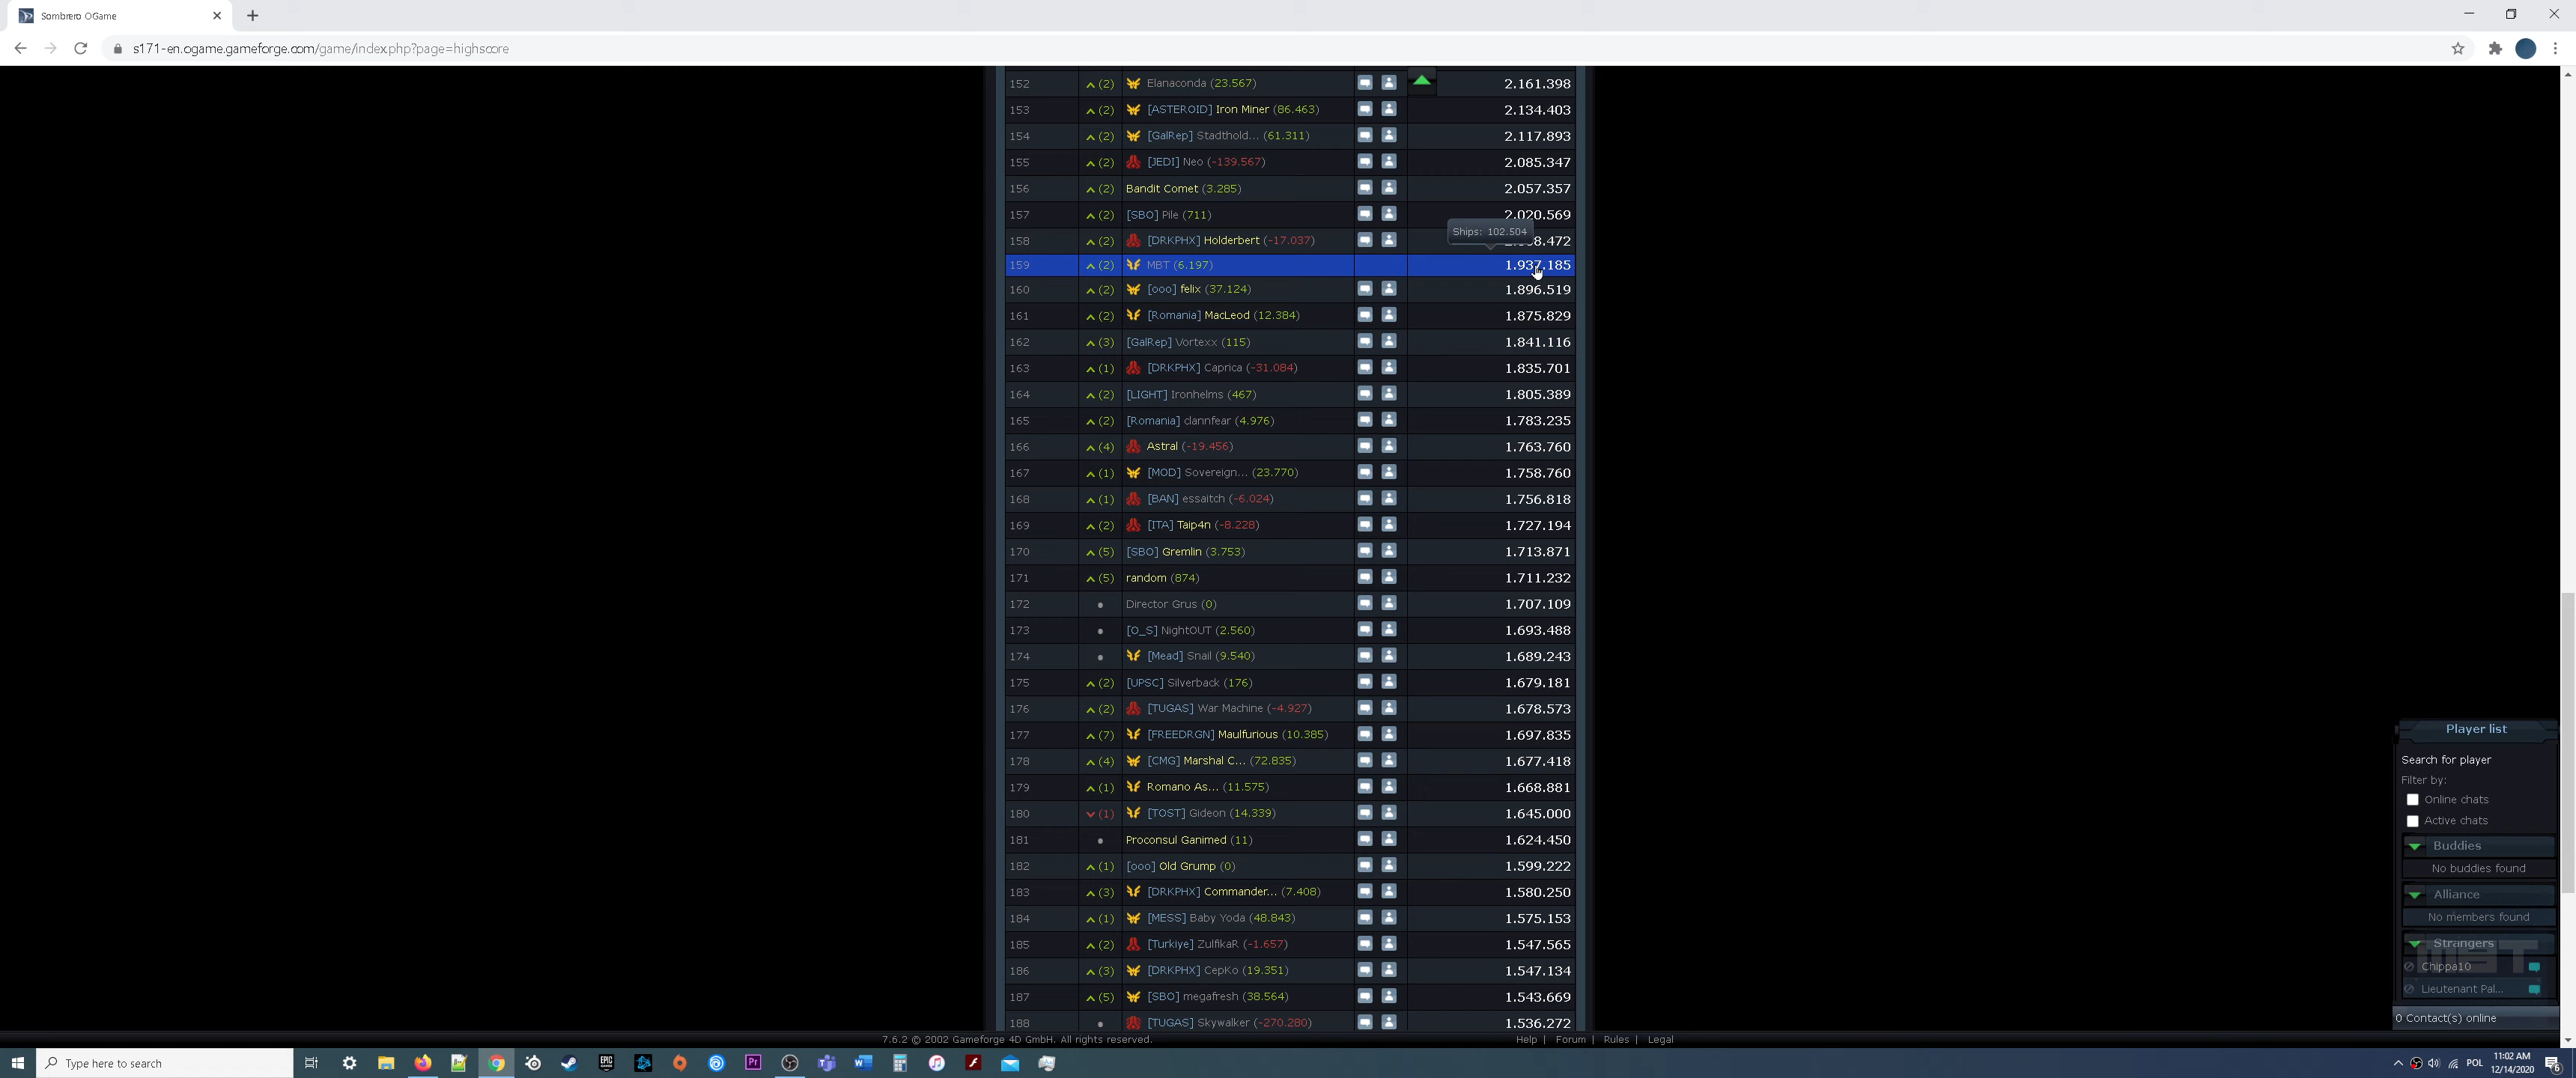 Sombrero OGame
s171-en.ogame.gameforge.com/game/index.php?page=highscore
152 (2) Elanaconda (23.567) 2.161.398
153 (2) [ASTEROID] Iron Miner (86.463) 2.134.403
154 (2) [GalRep] Stadthold... (61.311) 2.117.893
155 (2) [JEDI] Neo (-139.567) 2.085.347
156 (2) Bandit Comet (3.285) 2.057.357
157 (2) [SBO] Pile (711) 2.020.569
Ships: 102.504
158 (2) [DRKPHX] Holderbert (-17.037) 8.472
159 (2) MBT (6.197) 1.937.185
160 (2) [ooo] felix (37.124) 1.896.519
161 (2) [Romania] MacLeod (12.384) 1.875.829
162 (3) [GalRep] Vortexx (115) 1.841.116
163 (1) [DRKPHX] Caprica (-31.084) 1.835.701
164 (2) [LIGHT] Ironhelms (467) 1.805.389
165 (2) [Romania] dannfear (4.976) 1.783.235
166 (4) Astral (-19.456) 1.763.760
167 (1) [MOD] Sovereign... (23.770) 1.758.760
168 (1) [BAN] essaitch (-6.024) 1.756.818
169 (2) [ITA] Taip4n (-8.228) 1.727.194
170 (5) [SBO] Gremlin (3.753) 1.713.871
171 (5) random (874) 1.711.232
172 Director Grus (0) 1.707.109
173 [O_S] NightOUT (2.560) 1.693.488
174 [Mead] Snail (9.540) 1.689.243
175 (2) [UPSC] Silverback (176) 1.679.181
176 (2) [TUGAS] War Machine (-4.927) 1.678.573
177 (7) [FREEDRGN] Maulfurious (10.385) 1.697.835
178 (4) [CMG] Marshal C... (72.835) 1.677.418
179 (1) Romano As... (11.575) 1.668.881
180 (1) [TOST] Gideon (14.339) 1.645.000
181 Proconsul Ganimed (11) 1.624.450
182 (1) [ooo] Old Grump (0) 1.599.222
183 (3) [DRKPHX] Commander... (7.408) 1.580.250
184 (1) [MESS] Baby Yoda (48.843) 1.575.153
185 (2) [Turkiye] ZulfikaR (-1.657) 1.547.565
186 (3) [DRKPHX] CepKo (19.351) 1.547.134
187 (5) [SBO] megafresh (38.564) 1.543.669
188 [TUGAS] Skywalker (-270.280) 1.536.272
Player list
Search for player
Filter by:
Online chats
Active chats
Buddies
No buddies found
Alliance
No members found
Strangers
MBT
Chippa10
Lieutenant Pal...
0 Contact(s) online
7.6.2 © 2002 Gameforge 4D GmbH. All rights reserved.
Help | Forum | Rules | Legal
Type here to search
EPIC GAMES
Pr
POL
11:02 AM
12/14/2020
6